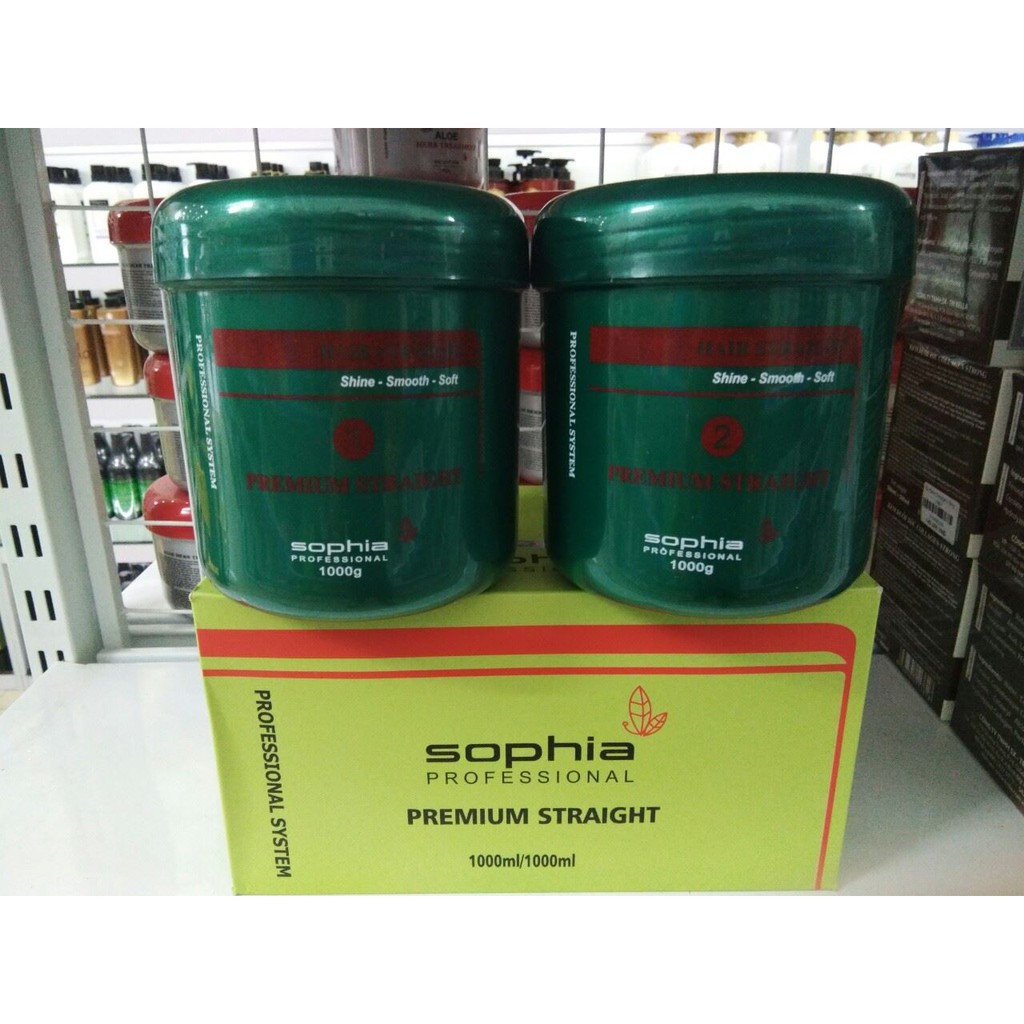 ALOE
PROFESSIONAL SYSTEM
Shine - Smooth - Soft
PREMIUM STRAIGHT
sophia
PROFESSIONAL
1000g
PROFESSIONAL SYSTEM
HAIR STRAIGHT
Shine - Smooth - Soft
2
PREMIUM STRAIGHT
sophia
PROFESSIONAL
1000g
PROFESSIONAL SYSTEM
sophia
PROFESSIONAL
PREMIUM STRAIGHT
1000ml/1000ml